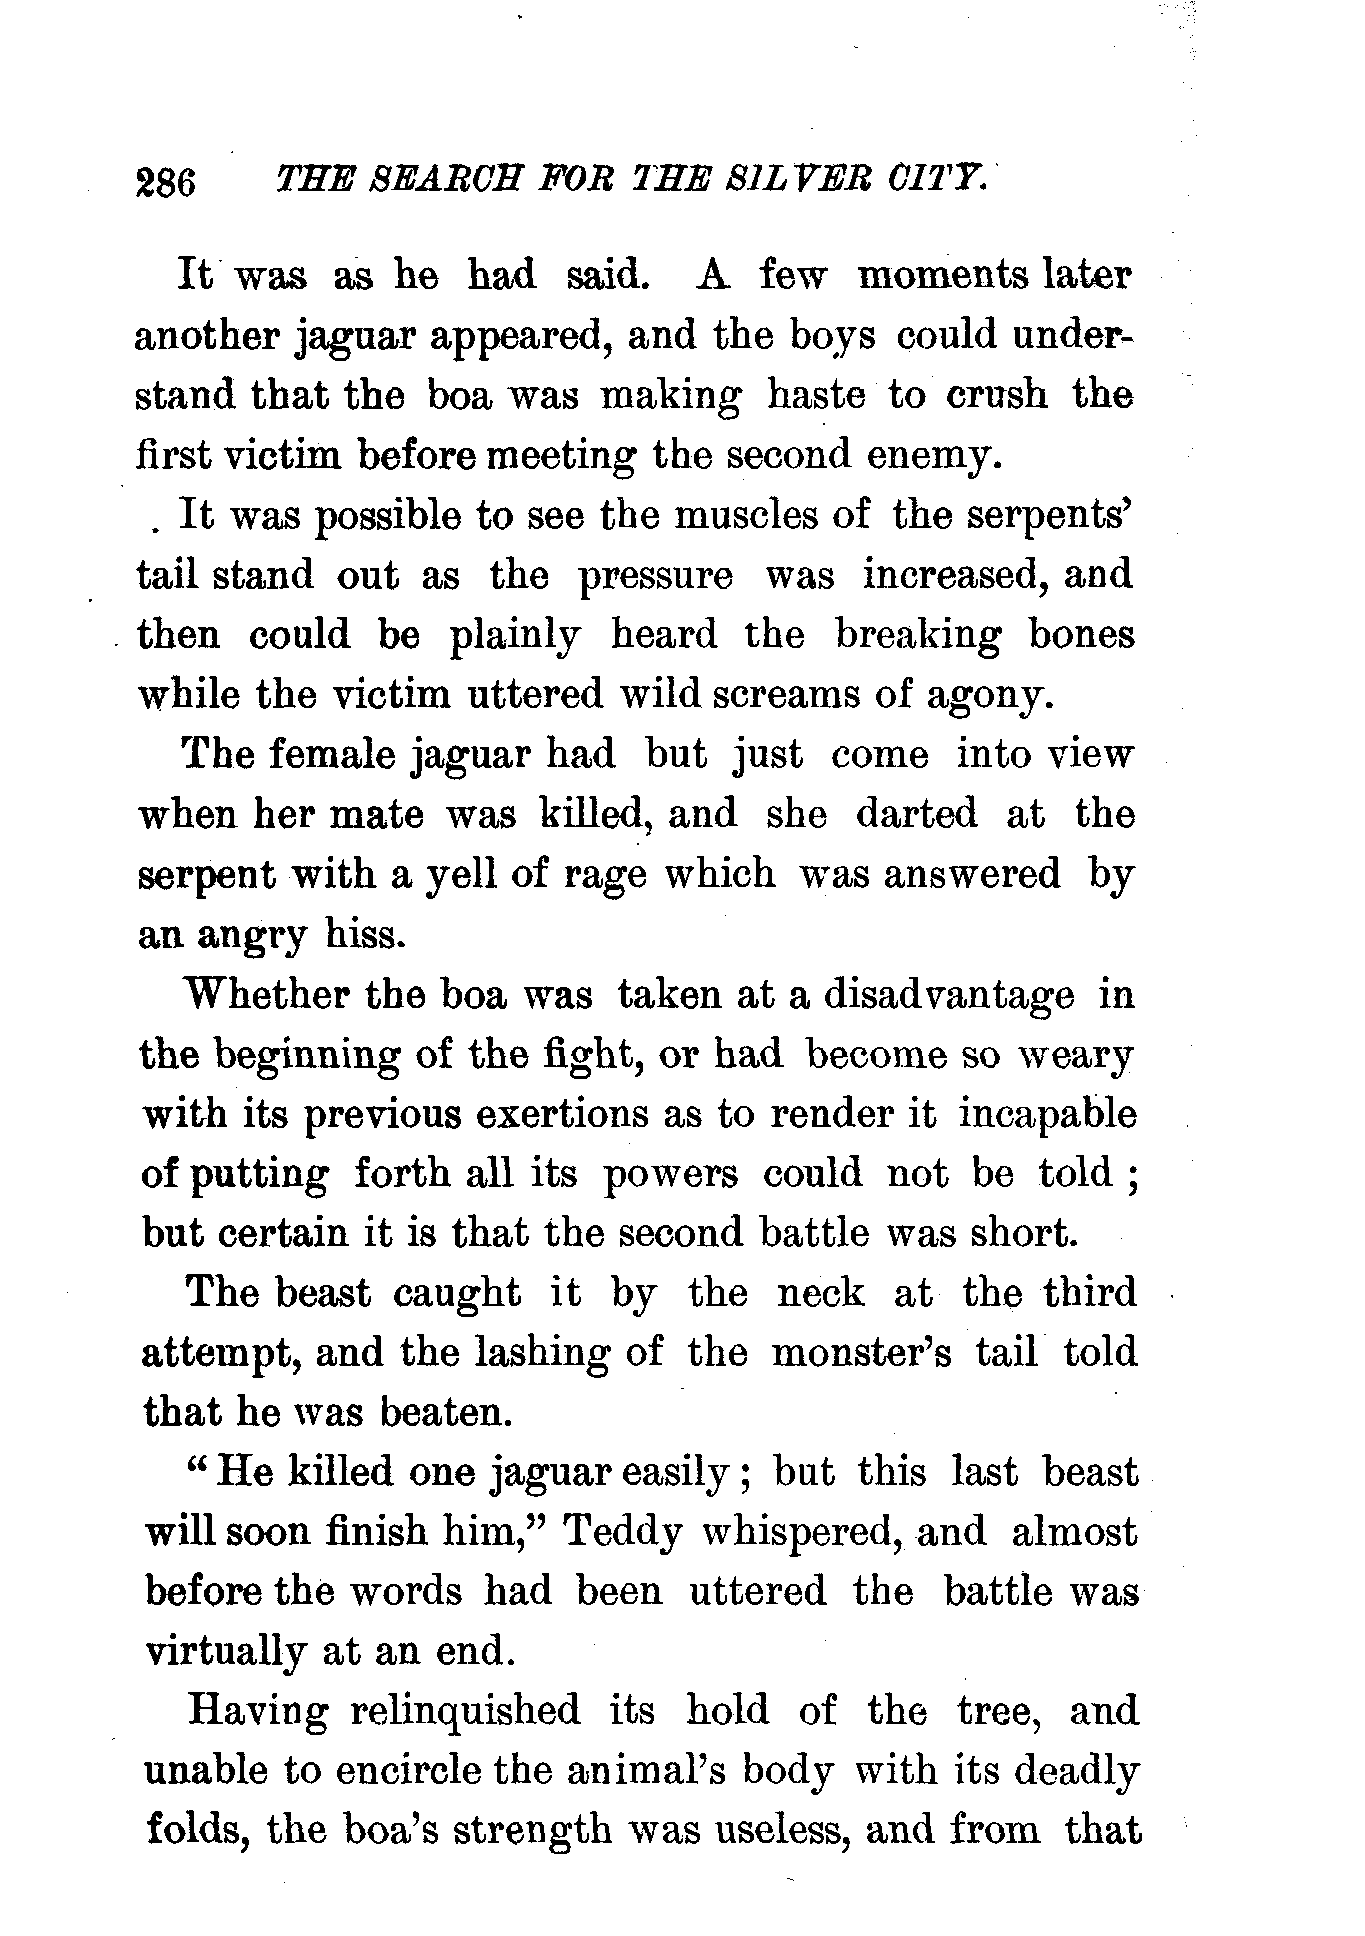 286 THE SEARCH FOR THE SILVER CITY.
It was as he had said. A few moments later
another jaguar appeared, and the boys could under-
stand that the boa was making haste to crush the
first victim before meeting the second enemy.
It was possible to see the muscles of the serpents’
tail stand out as the pressure was increased, and
then could be plainly heard the breaking bones
while the victim uttered wild screams of agony.
The female jaguar had but just come into view
when her mate was killed, and she darted at the
serpent with a yell of rage which was answered by
an angry hiss.
Whether the boa was taken at a disadvantage in
the beginning of the fight, or had become so weary
with its previous exertions as to render it incapable
of putting forth all its powers could not be told ;
but certain it is that the second battle was short.
The beast caught it by the neck at the third
attempt, and the lashing of the monster’s tail told
that he was beaten.
“ He killed one jaguar easily ; but this last beast
will soon finish him,” Teddy whispered, and almost
before the words had been uttered the battle was
virtually at an end.
Having relinquished its hold of the tree, and
unable to encircle the animal’s body with its deadly
folds, the boa’s strength was useless, and from that